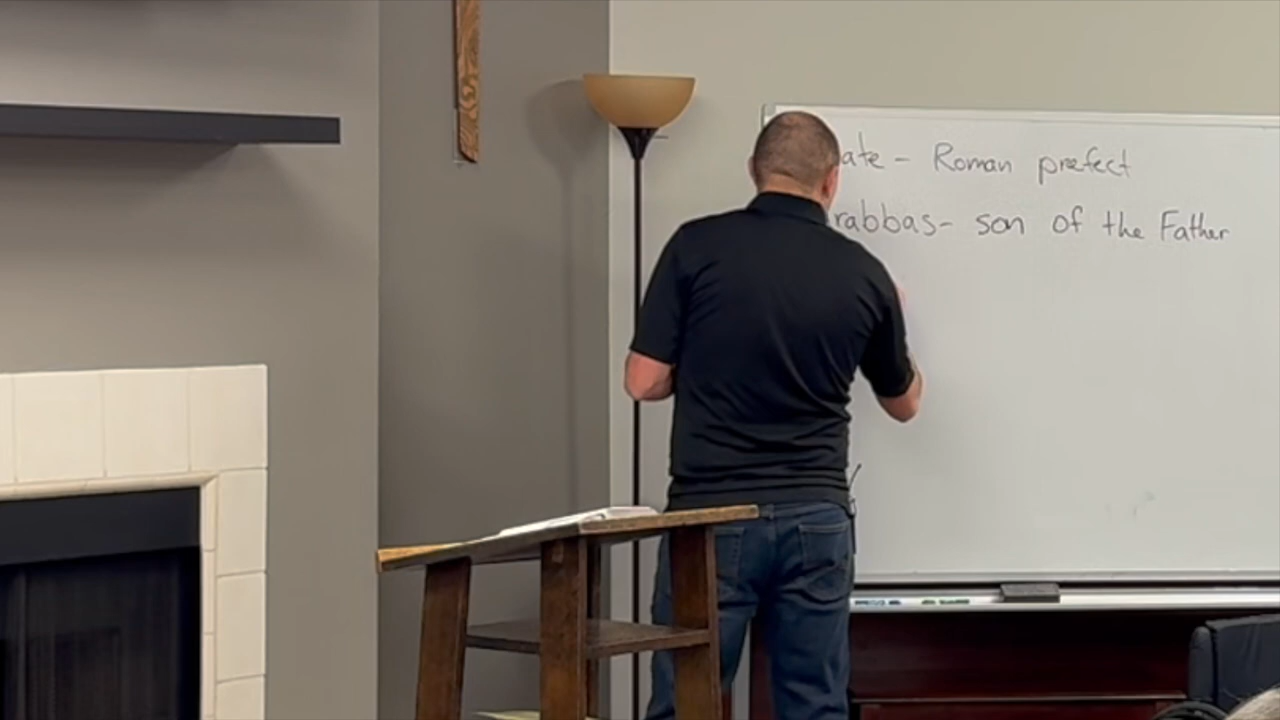 ate - Roman prefect
rabbas- son of the Father